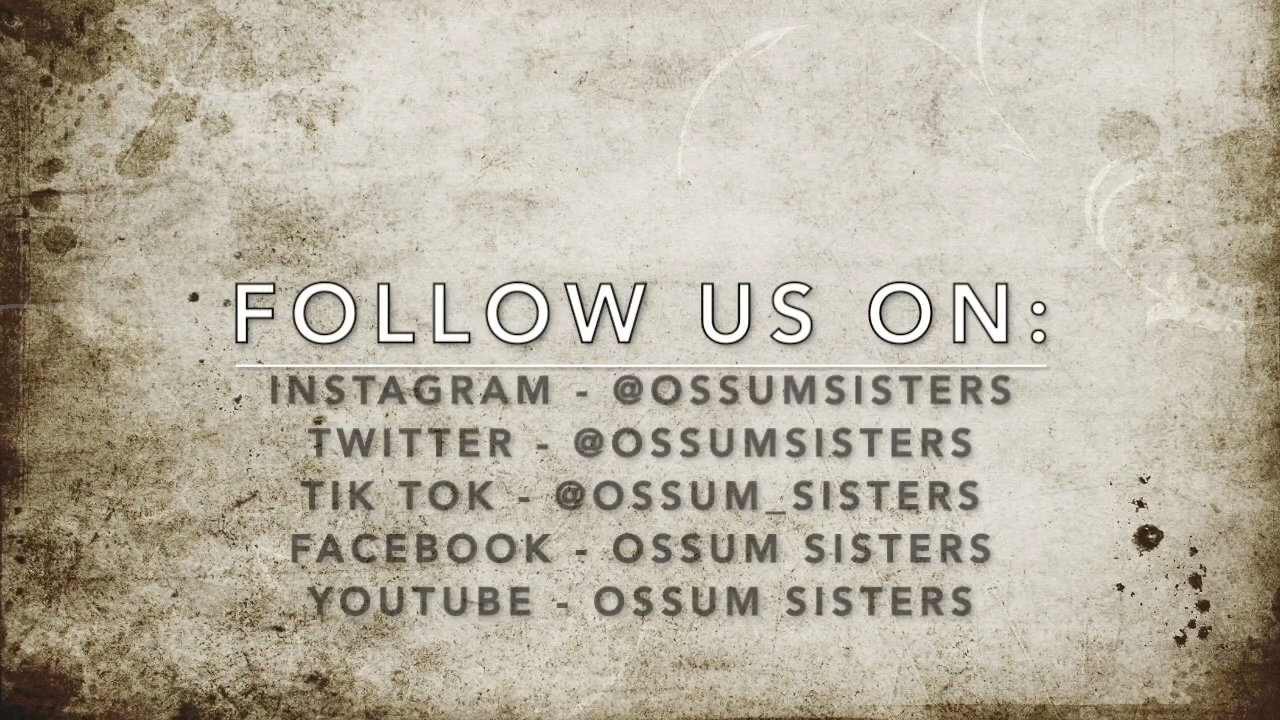 FOLLOW US ON:
INSTAGRAM - @OSSUMSISTERS
TWITTER - @OSSUMSISTERS
TIK TOK - @OSSUM_SISTERS
FACEBOOK - OSSUM SISTERS
YOUTUBE - OSSUM SISTERS